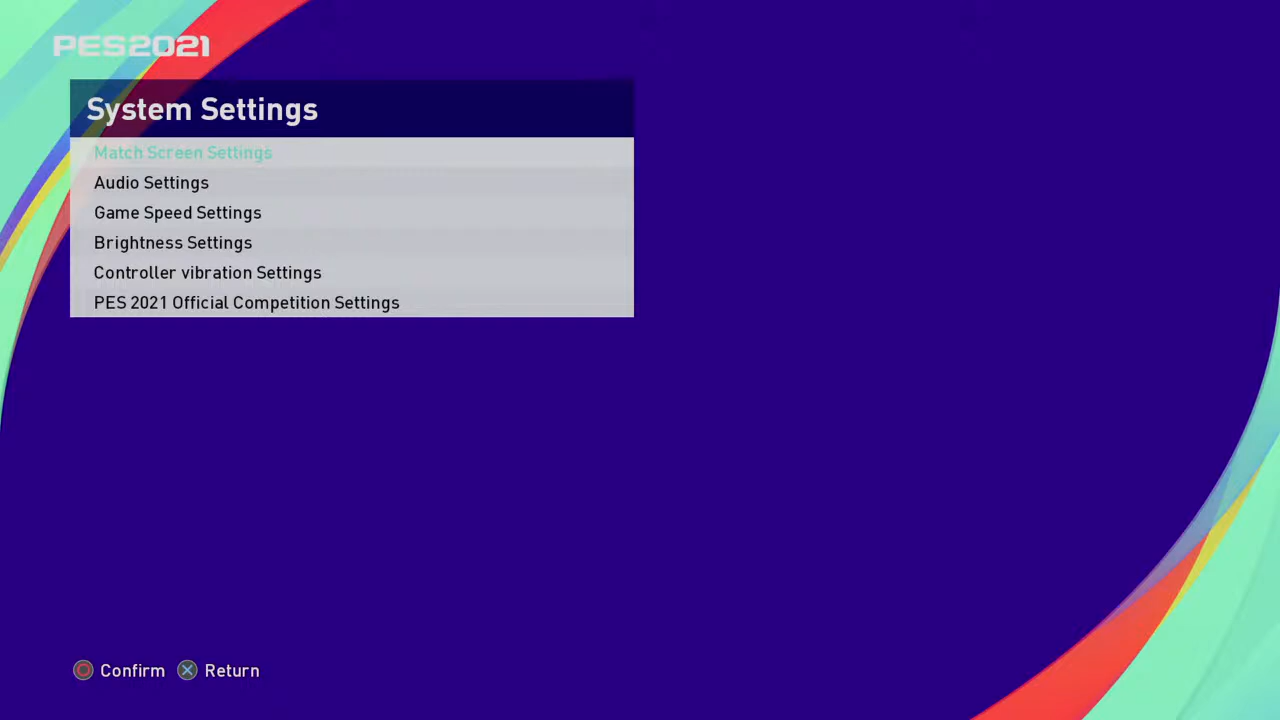 PES2021
System Settings
Match Screen Settings
Audio Settings
Game Speed Settings
Brightness Settings
Controller vibration Settings
PES 2021 Official Competition Settings
Confirm Return